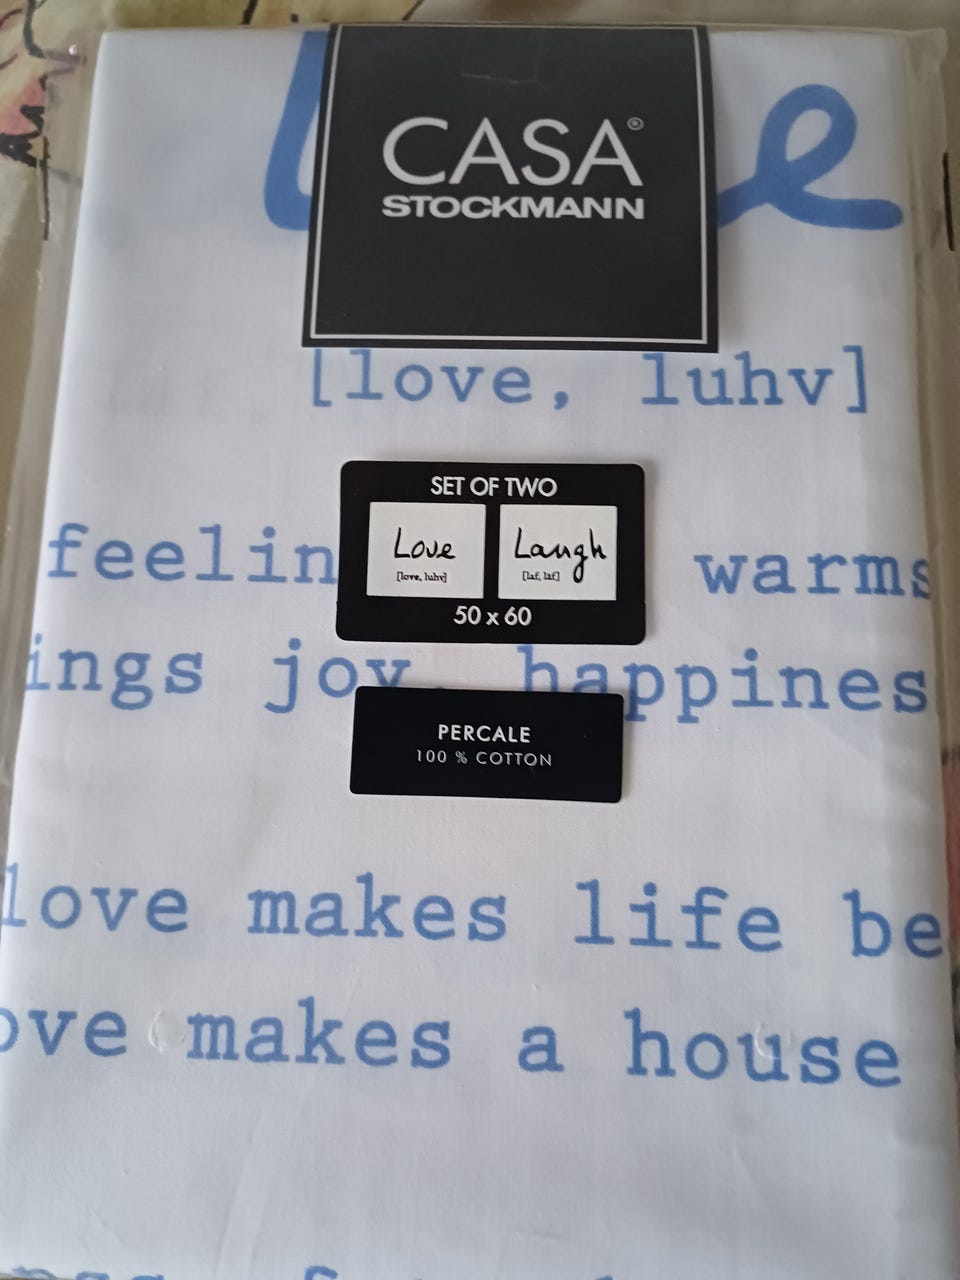 CASA®
STOCKMANN
[love, luhv]
SET OF TWO
Love Laugh
[love, luhv] [laf, läf]
50 x 60
feelin warms
ings joy, happines
PERCALE
100 % COTTON
love makes life be
ove makes a house